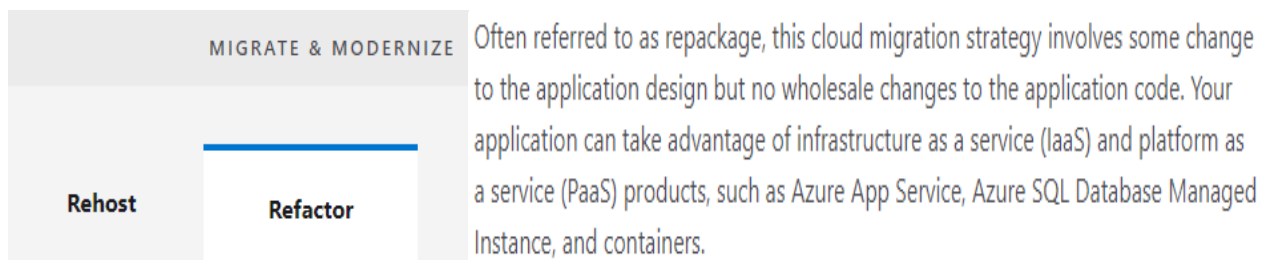 MIGRATE & MODERNIZE
Rehost
Refactor
Often referred to as repackage, this cloud migration strategy involves some change
to the application design but no wholesale changes to the application code. Your
application can take advantage of infrastructure as a service (IaaS) and platform as
a service (PaaS) products, such as Azure App Service, Azure SQL Database Managed
Instance, and containers.